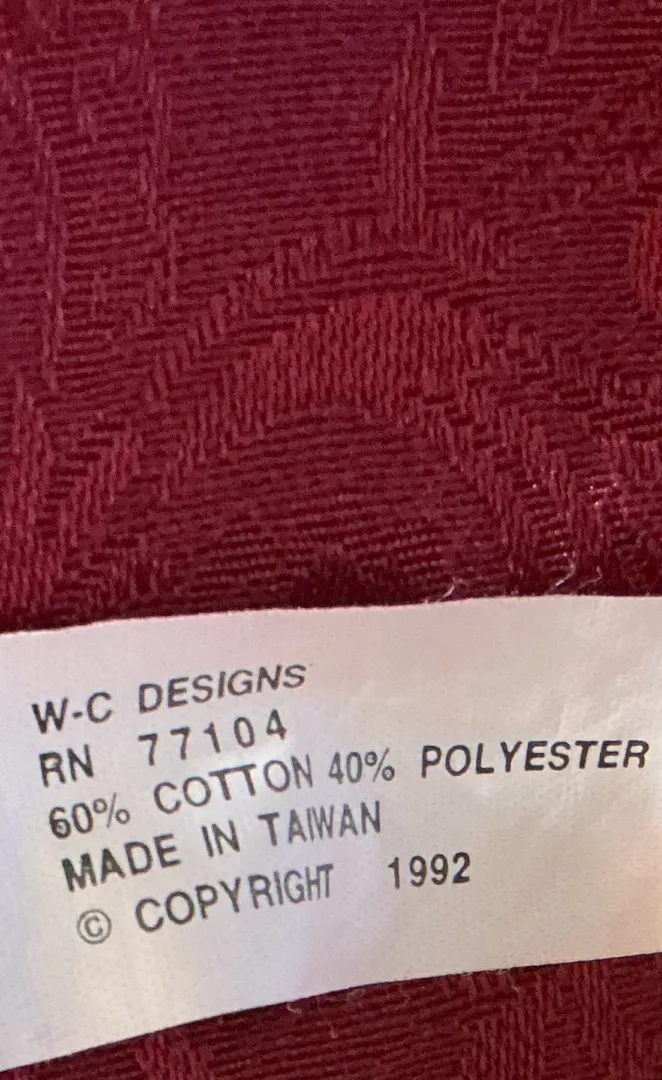 W-C DESIGNS
RN 77104
60% COTTON 40% POLYESTER
MADE IN TAIWAN
© COPYRIGHT 1992